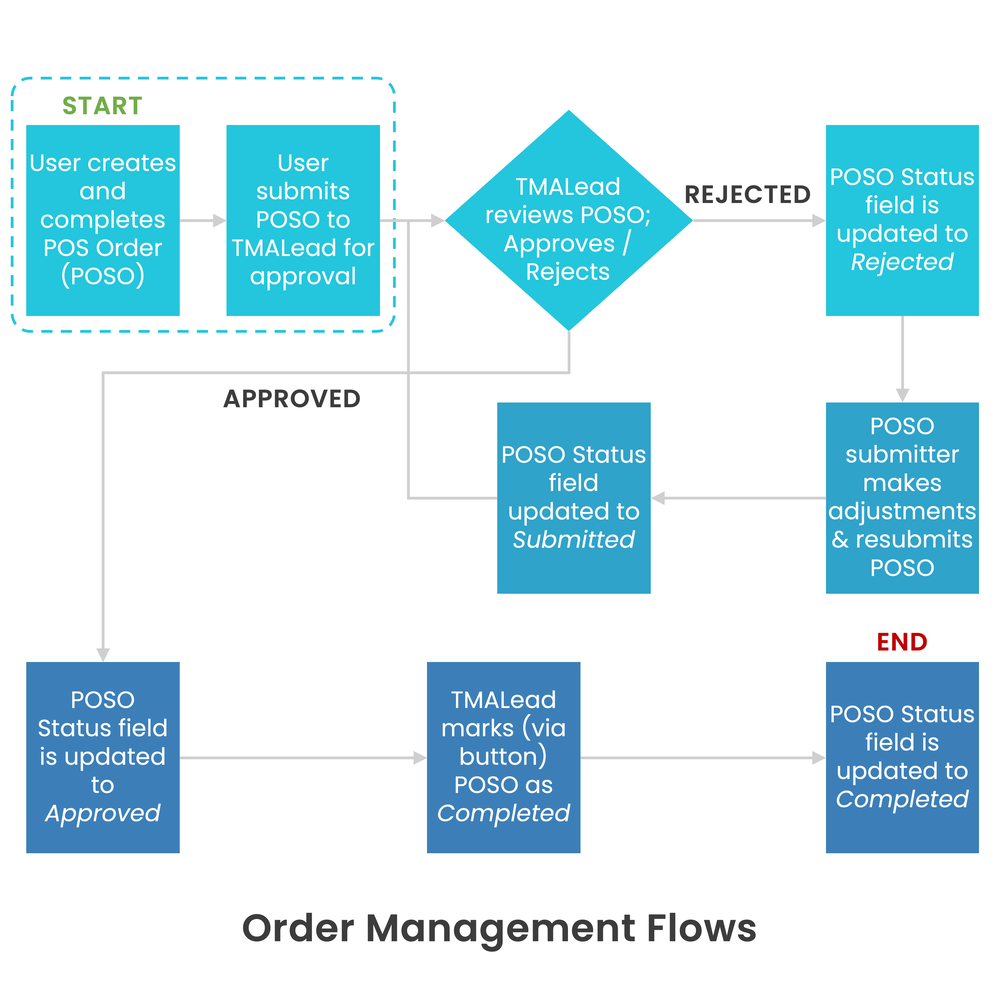 START
User creates
and
completes
POS Order
(POSO)
User
submits
POSO to
TMALead for
approval
TMALead
reviews POSO;
Approves /
Rejects
REJECTED
POSO Status
field is
updated to
Rejected
APPROVED
POSO Status
field
updated to
Submitted
POSO
submitter
makes
adjustments
& resubmits
POSO
END
POSO
Status field
is updated
to
Approved
TMALead
marks (via
button)
POSO as
Completed
POSO Status
field is
updated to
Completed
Order Management Flows